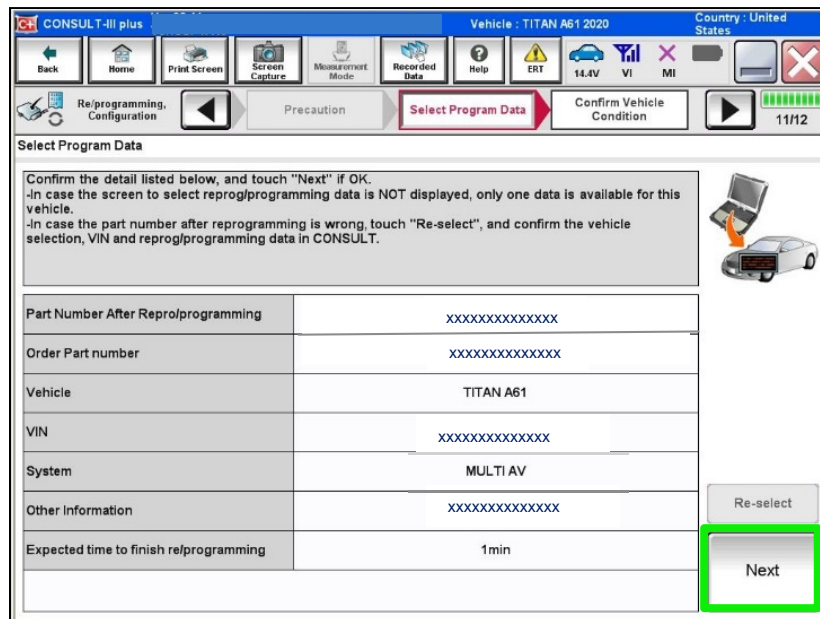 C+ CONSULT-III plus
Vehicle : TITAN A61 2020
Country : United
States
Back
Home
Print Screen
Screen
Capture
Measurement
Mode
Recorded
Data
Help
ERT
14.4V
VI
MI
Re/programming,
Configuration
Precaution
Select Program Data
Confirm Vehicle
Condition
11/12
Select Program Data
Confirm the detail listed below, and touch "Next" if OK.
-In case the screen to select reprog/programming data is NOT displayed, only one data is available for this
vehicle.
-In case the part number after reprogramming is wrong, touch "Re-select", and confirm the vehicle
selection, VIN and reprog/programming data in CONSULT.
Part Number After Repro/programming
xxxxxxxxxxxxxx
Order Part number
xxxxxxxxxxxxxx
Vehicle
TITAN A61
VIN
xxxxxxxxxxxxxx
System
MULTI AV
Other Information
xxxxxxxxxxxxxx
Expected time to finish re/programming
1min
Re-select
Next